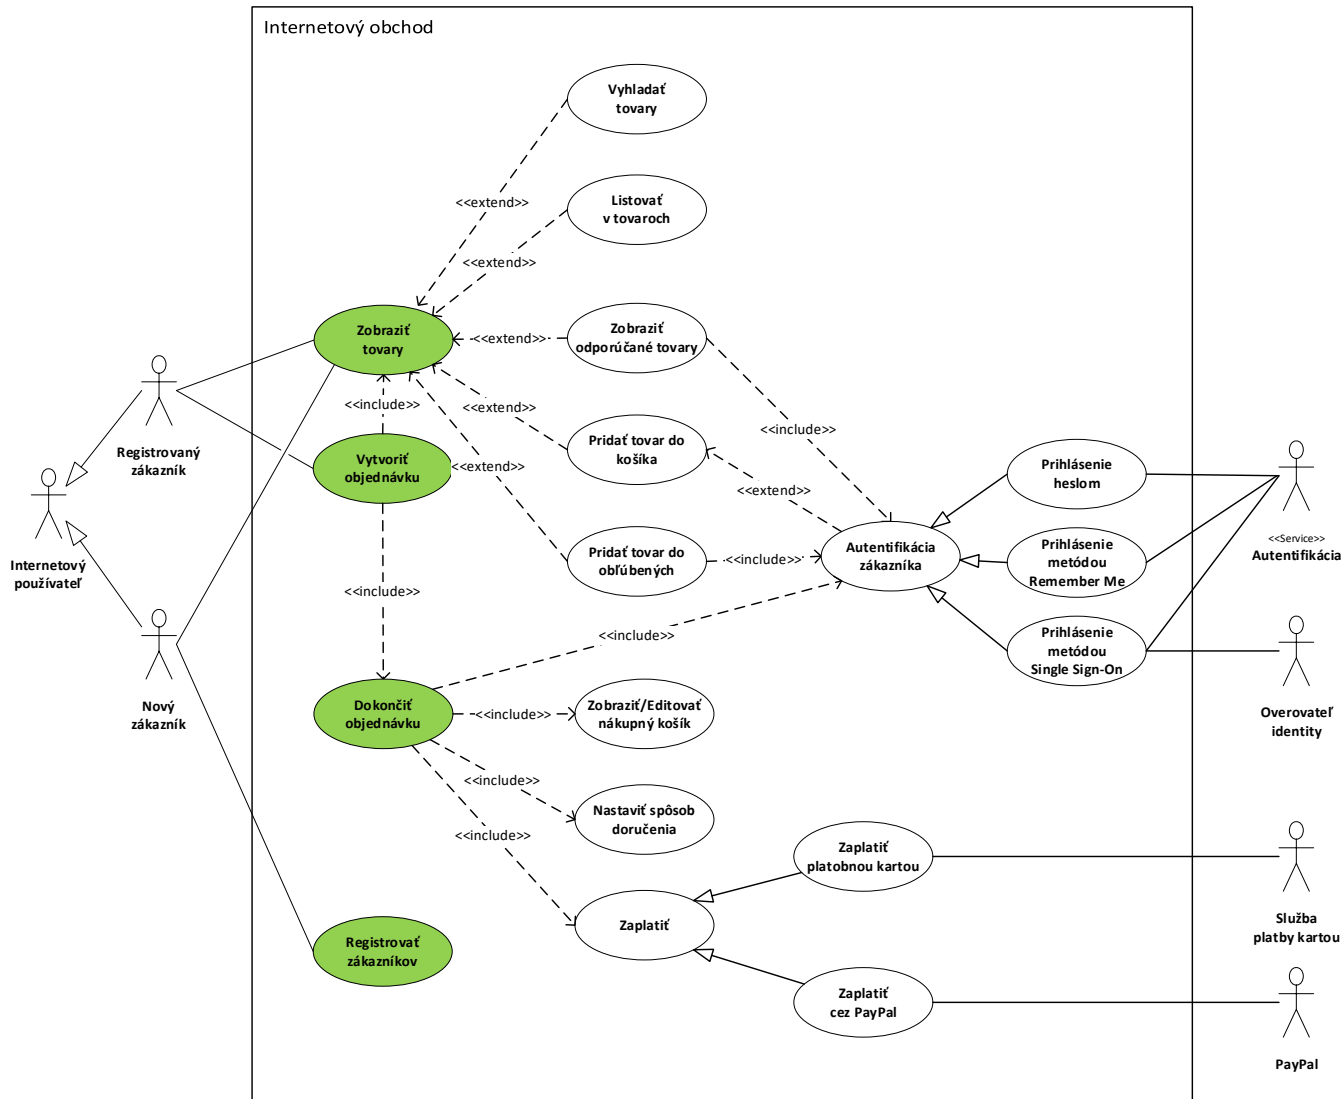 Internetový obchod
Vyhladať
tovary
<<extend>>
Listovať
v tovaroch
<<extend>>
Zobraziť
tovary
<<extend>>
Zobraziť
odporúčané tovary
<<include>>
<<extend>>
Pridať tovar do
košíka
<<include>>
Registrovaný
zákazník
Vytvoriť
objednávku
<<extend>>
<<extend>>
Prihlásenie
heslom
Internetový
používateľ
Pridať tovar do
obľúbených
<<include>>
Autentifikácia
zákazníka
Prihlásenie
metódou
Remember Me
<<Service>>
Autentifikácia
<<include>>
<<include>>
Prihlásenie
metódou
Single Sign-On
Nový
zákazník
Dokončiť
objednávku
<<include>>
Zobraziť/Editovať
nákupný košík
Overovateľ
identity
<<include>>
Nastaviť spôsob
doručenia
<<include>>
Zaplatiť
platobnou kartou
Služba
platby kartou
Zaplatiť
Registrovať
zákazníkov
Zaplatiť
cez PayPal
PayPal